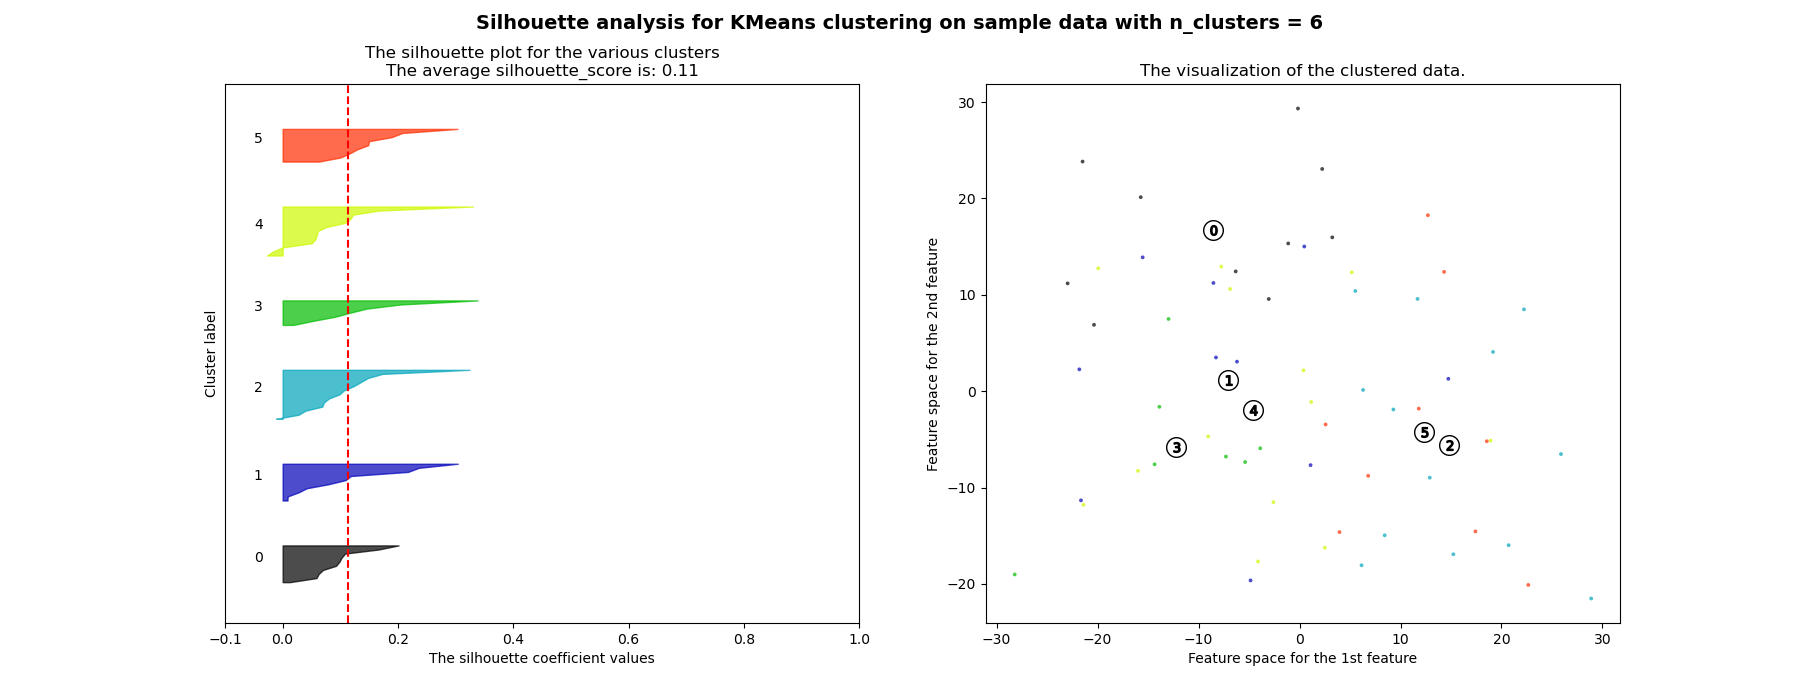 Silhouette analysis for KMeans clustering on sample data with n_clusters = 6
The silhouette plot for the various clusters
The average silhouette_score is: 0.11
5
4
3
2
1
0
Cluster label
−0.1 0.0 0.2 0.4 0.6 0.8 1.0
The silhouette coefficient values
The visualization of the clustered data.
30
20
10
0
−10
−20
Feature space for the 2nd feature
0
1
4
3
5
2
−30 −20 −10 0 10 20 30
Feature space for the 1st feature